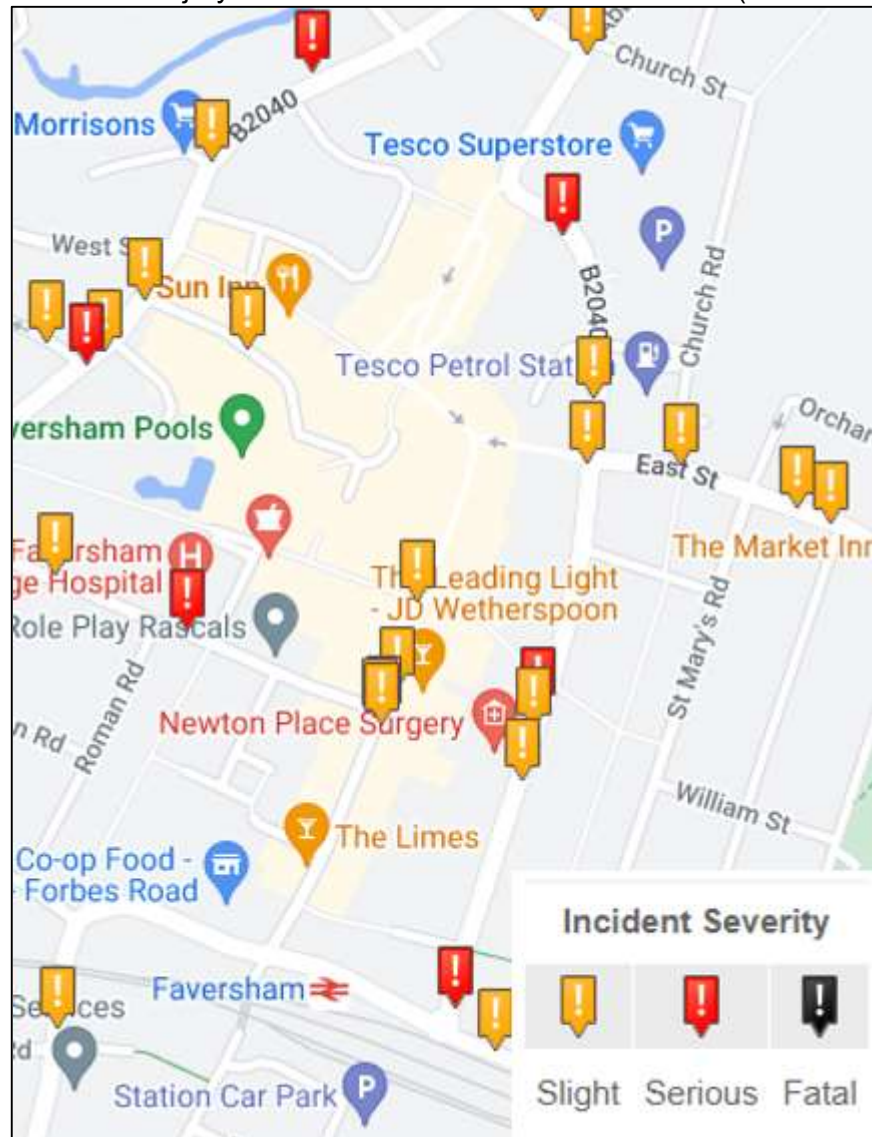 Church St
B2040
Morrisons
Tesco Superstore
West S
Sun Inn
B2040
Church Rd
Tesco Petrol Stat
Orchar
versham Pools
East St
The Market Inn
Fa rsham
ge Hospital
The Leading Light
- JD Wetherspoon
Role Play Rascals
St Mary's Rd
Roman Rd
n Rd
Newton Place Surgery
William St
The Limes
Co-op Food -
Forbes Road
Incident Severity
Faversham
Se ces
Rd
Station Car Park
Slight Serious Fatal